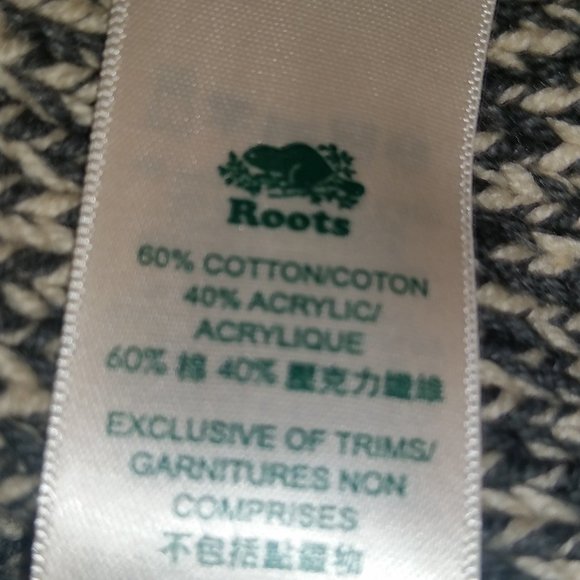 Roots
60% COTTON/COTON
40% ACRYLIC/
ACRYLIQUE
60% 棉 40% 壓克力纖維
EXCLUSIVE OF TRIMS/
GARNITURES NON
COMPRISES
不包括點綴物